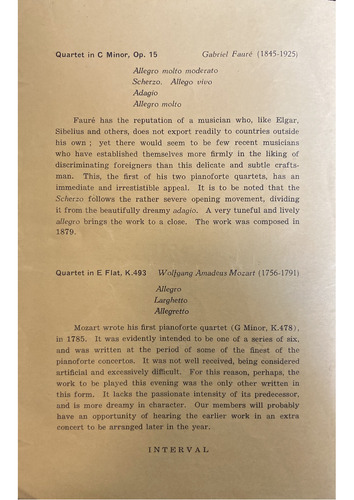 Quartet in C Minor, Op. 15 Gabriel Fauré (1845-1925)
Allegro molto moderato
Scherzo. Allego vivo
Adagio
Allegro molto
Fauré has the reputation of a musician who, like Elgar,
Sibelius and others, does not export readily to countries outside
his own ; yet there would seem to be few recent musicians
who have established themselves more firmly in the liking of
discriminating foreigners than this delicate and subtle crafts-
man. This, the first of his two pianoforte quartets, has an
immediate and irrestistible appeal. It is to be noted that the
Scherzo follows the rather severe opening movement, dividing
it from the beautifully dreamy adagio. A very tuneful and lively
allegro brings the work to a close. The work was composed in
1879.
Quartet in E Flat, K.493 Wolfgang Amadeus Mozart (1756-1791)
Allegro
Larghetto
Allegretto
Mozart wrote his first pianoforte quartet (G Minor, K.478),
in 1785. It was evidently intended to be one of a series of six,
and was written at the period of some of the finest of the
pianoforte concertos. It was not well received, being considered
artificial and excessively difficult. For this reason, perhaps, the
work to be played this evening was the only other written in
this form. It lacks the passionate intensity of its predecessor,
and is more dreamy in character. Our members will probably
have an opportunity of hearing the earlier work in an extra
concert to be arranged later in the year.
INTERVAL